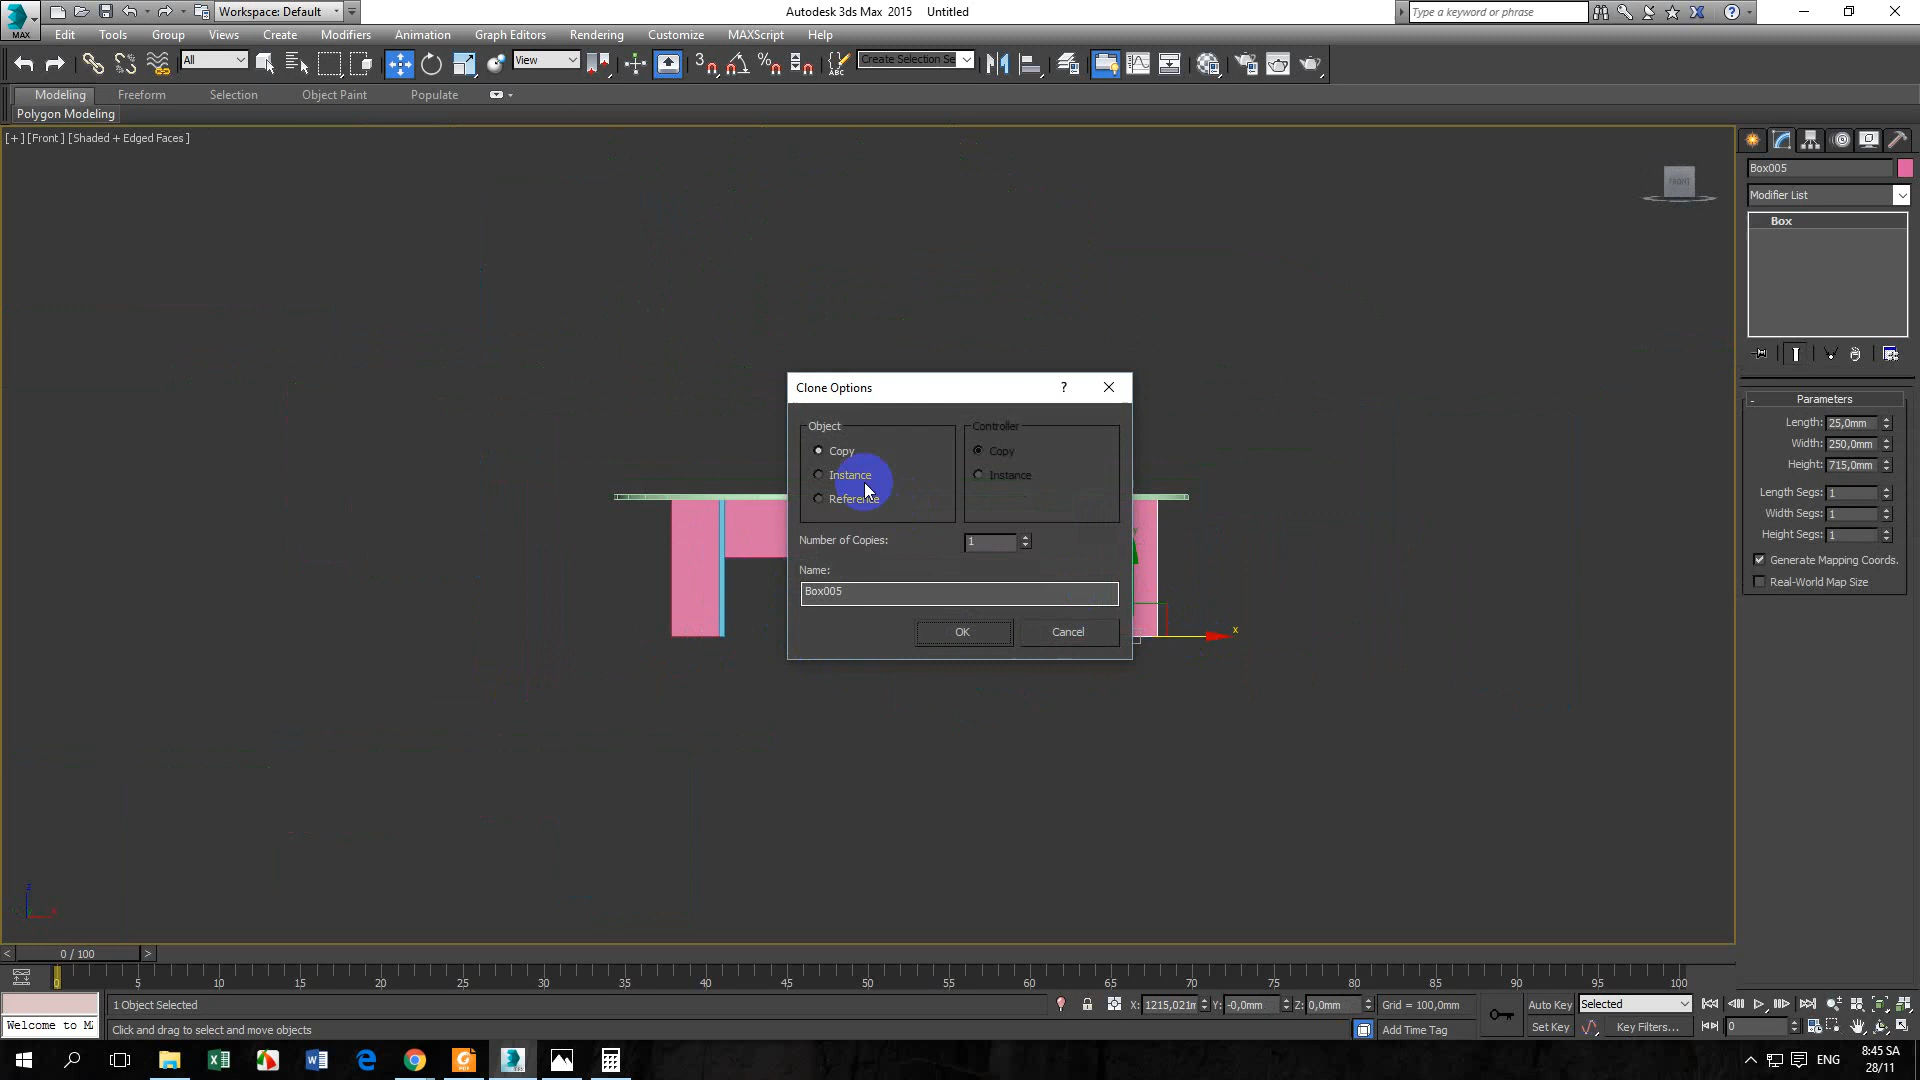 Workspace: Default
Autodesk 3ds Max 2015 Untitled
Type a keyword or phrase
MAX
Edit Tools Group Views Create Modifiers Animation Graph Editors Rendering Customize MAXScript Help
All View 3 ABC Create Selection Se
Modeling Freeform Selection Object Paint Populate
Polygon Modeling
[+] [Front] [Shaded + Edged Faces]
FRONT
Box005
Modifier List
Box
Clone Options ?
Object Controller
Copy Copy
Instance Instance
Reference
Number of Copies: 1
Name:
Box005
OK Cancel
y
x
Parameters
Length: 25,0mm
Width: 250,0mm
Height: 715,0mm
Length Segs: 1
Width Segs: 1
Height Segs: 1
Generate Mapping Coords.
Real-World Map Size
z
x
< 0 / 100 >
0 5 10 15 20 25 30 35 40 45 50 55 60 65 70 75 80 85 90 95 100
1 Object Selected X: 1215,021m Y: -0,0mm Z: 0,0mm Grid = 100,0mm Auto Key Selected
Welcome to M Click and drag to select and move objects Add Time Tag Set Key Key Filters... 0
ENG
8:45 SA
28/11